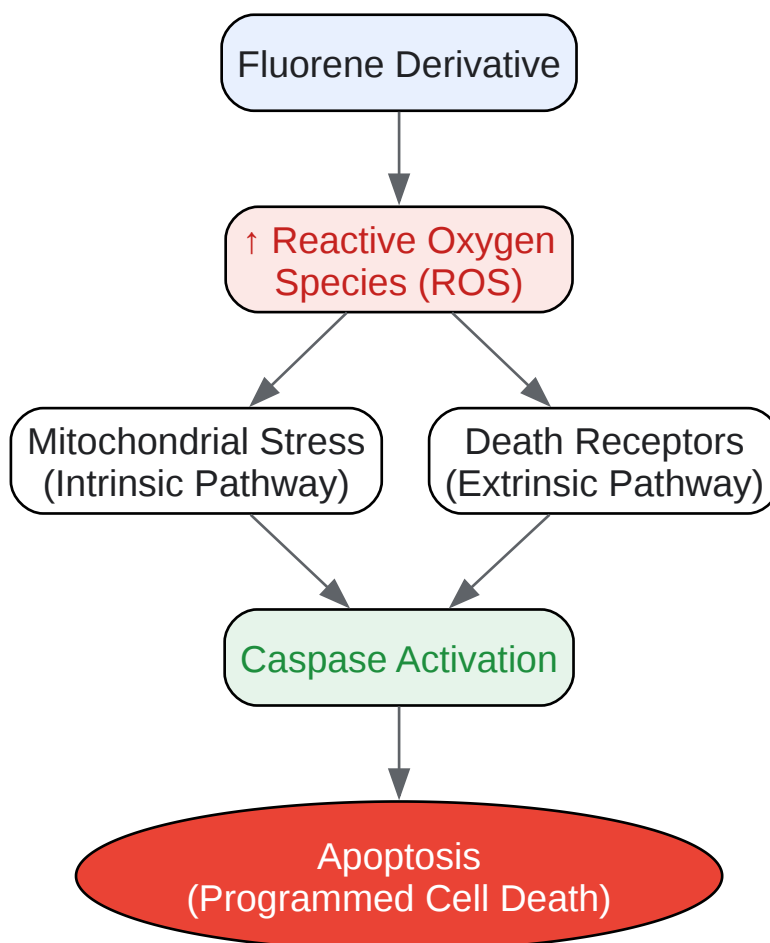 Fluorene Derivative
↑ Reactive Oxygen
Species (ROS)
Mitochondrial Stress
(Intrinsic Pathway)
Death Receptors
(Extrinsic Pathway)
Caspase Activation
Apoptosis
(Programmed Cell Death)